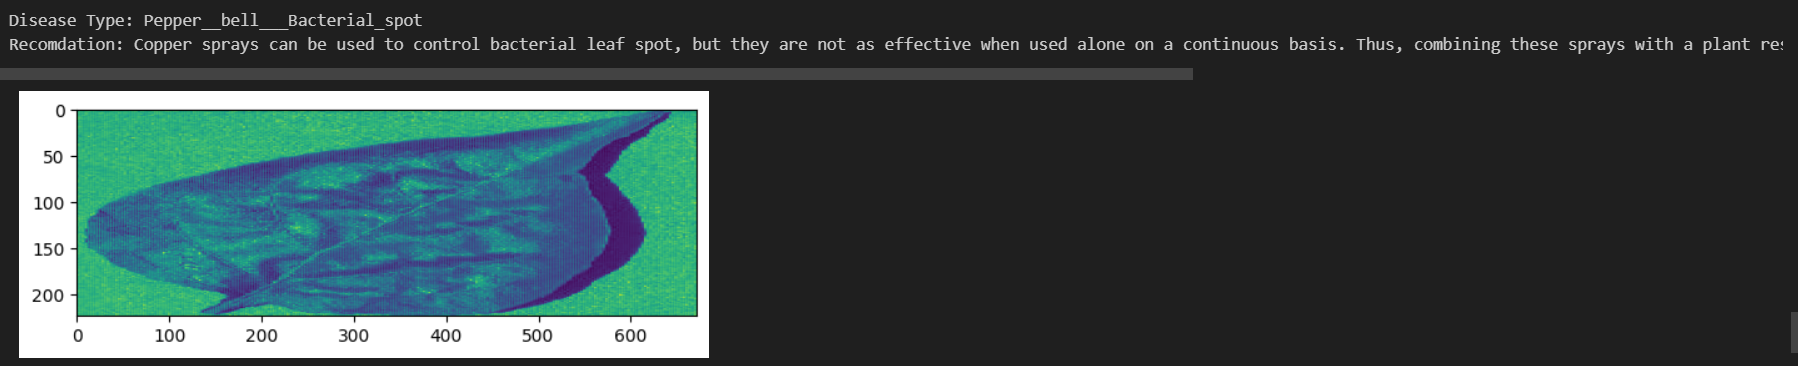 Disease Type: Pepper__bell___Bacterial_spot
Recomdation: Copper sprays can be used to control bacterial leaf spot, but they are not as effective when used alone on a continuous basis. Thus, combining these sprays with a plant
0
50
100
150
200
0 100 200 300 400 500 600